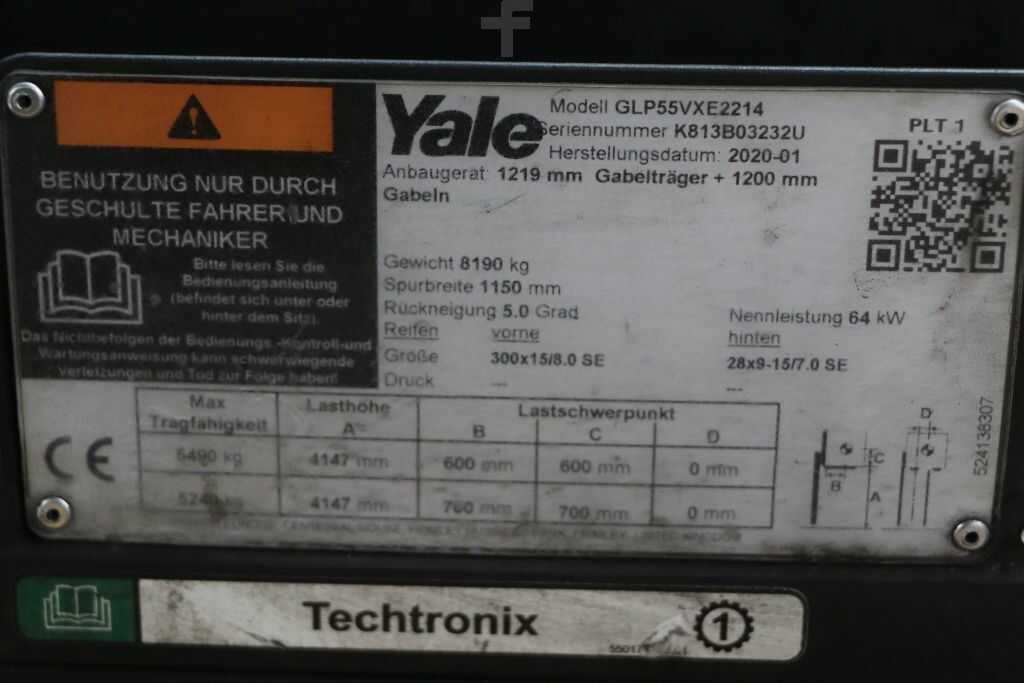 BENUTZUNG NUR DURCH
GESCHULTE FAHRER UND
MECHANIKER
Bitte lesen Sie die
Bedienungsanleitung
(befindet sich unter oder
hinter dem Sitz).
Das Nichtbefolgen der Bedienungs-,Kontroll-und
Wartungsanweisung kann schwerwiegende
Verletzungen und Tod zur Folge haben!
Yale
Modell GLP55VXE2214
Seriennummer K813B03232U
Herstellungsdatum: 2020-01
Anbaugerät: 1219 mm Gabelträger + 1200 mm
Gabeln
PLT 1
Gewicht 8190 kg
Spurbreite 1150 mm
Rückneigung 5.0 Grad
Nennleistung 64 kW
Reifen vorne hinten
Größe 300x15/8.0 SE 28x9-15/7.0 SE
Druck --- ---
Max Lasthöhe Lastschwerpunkt
Tragfähigkeit A B C D
5490 kg 4147 mm 600 mm 600 mm 0 mm
5240 kg 4147 mm 700 mm 700 mm 0 mm
CE
D
C
B
A
524138307
Techtronix
1